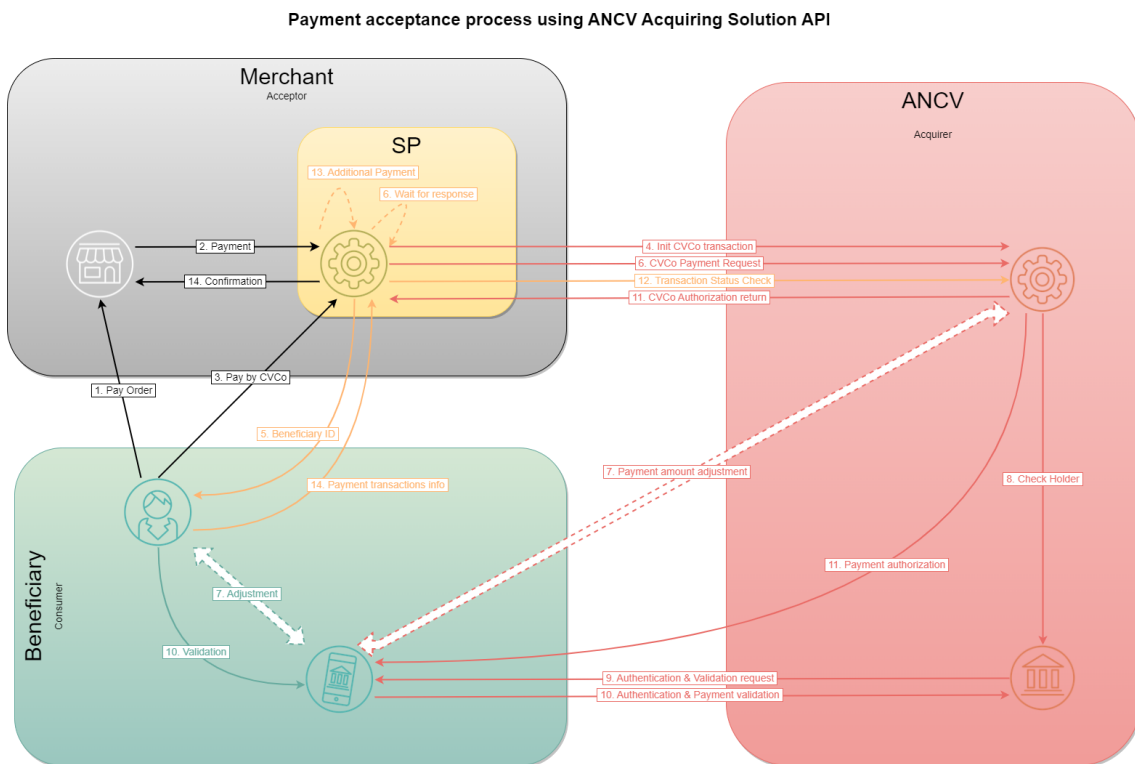 Payment acceptance process using ANCV Acquiring Solution API
Merchant
Acceptor
SP
13. Additional Payment
6. Wait for response
2. Payment
14. Confirmation
ANCV
Acquirer
4. Init CVCo transaction
6. CVCo Payment Request
12. Transaction Status Check
11. CVCo Authorization return
1. Pay Order
3. Pay by CVCo
5. Beneficiary ID
14. Payment transactions info
7. Payment amount adjustment
8. Check Holder
11. Payment authorization
Beneficiary
Consumer
7. Adjustment
10. Validation
9. Authentication & Validation request
10. Authentication & Payment validation